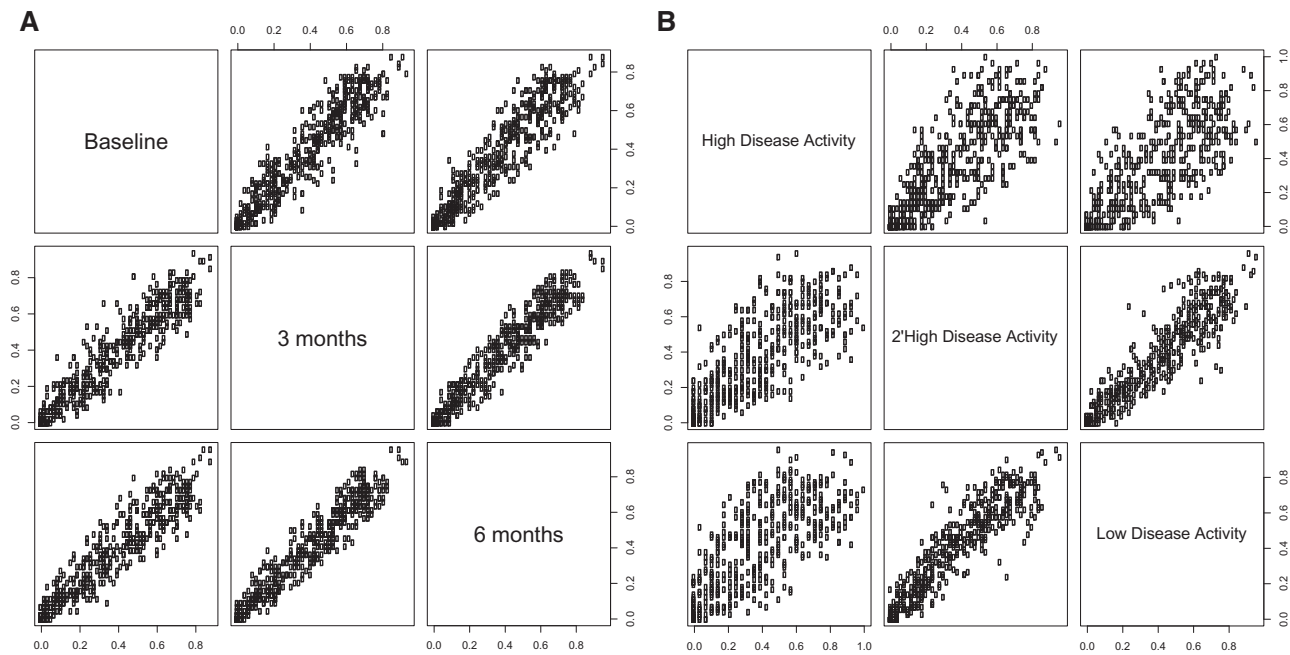 A
B
0.0 0.2 0.4 0.6 0.8
0.0 0.2 0.4 0.6 0.8
Baseline
0.0 0.2 0.4 0.6 0.8
High Disease Activity
0.0 0.2 0.4 0.6 0.8 1.0
0.0 0.2 0.4 0.6 0.8
3 months
0.0 0.2 0.4 0.6 0.8
2'High Disease Activity
6 months
0.0 0.2 0.4 0.6 0.8
Low Disease Activity
0.0 0.2 0.4 0.6 0.8
0.0 0.2 0.4 0.6 0.8
0.0 0.2 0.4 0.6 0.8
0.0 0.2 0.4 0.6 0.8 1.0
0.0 0.2 0.4 0.6 0.8